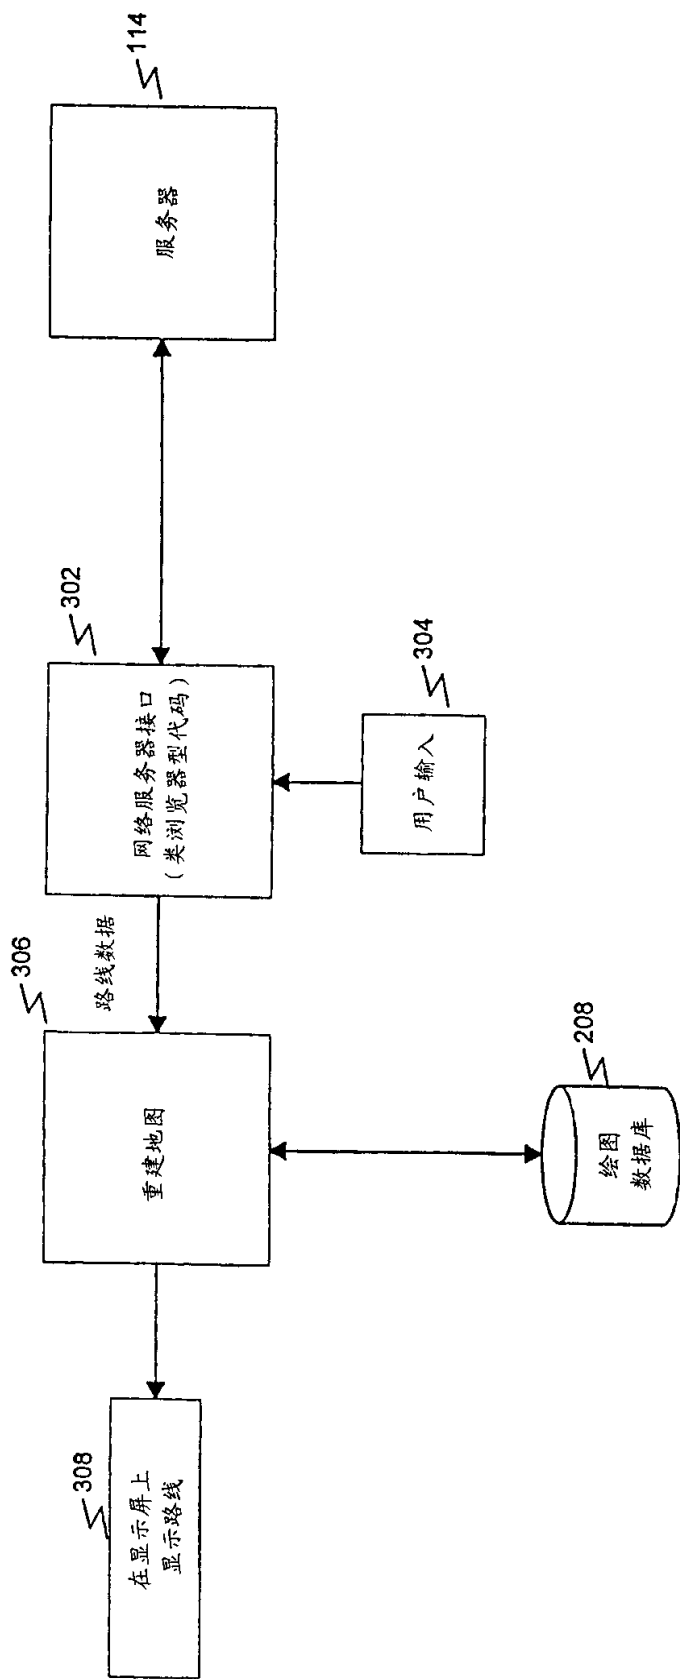 308
在显示屏上
显示路线
306
重建地图
路线数据
302
网络服务器接口
（类浏览器型代码）
114
服务器
304
用户输入
208
绘图
数据库